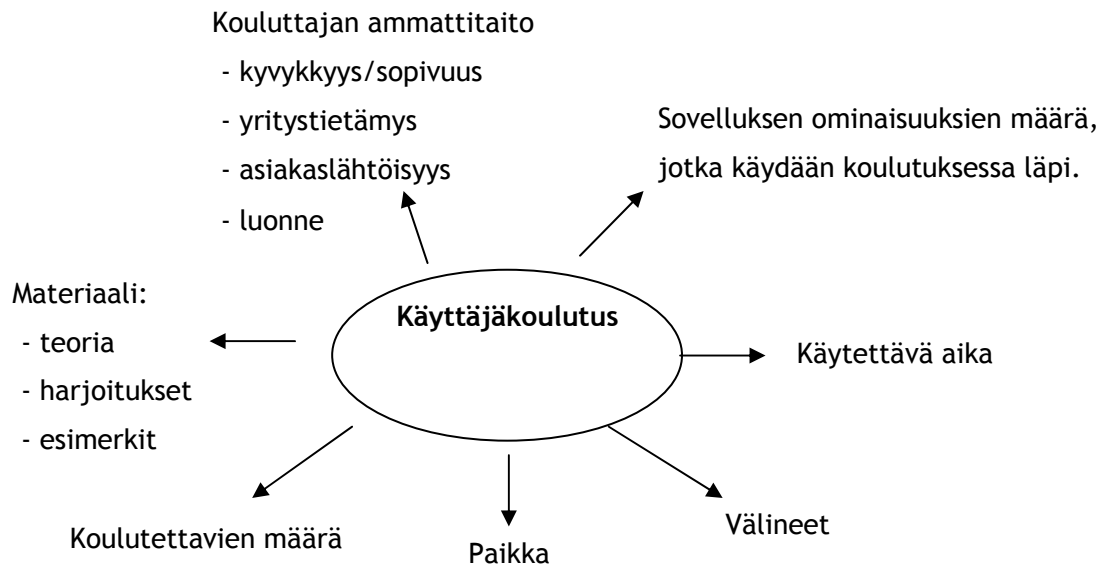 Kouluttajan ammattitaito
- kyvykkyys/sopivuus
- yritystietämys
- asiakaslähtöisyys
- luonne
Sovelluksen ominaisuuksien määrä,
jotka käydään koulutuksessa läpi.
Materiaali:
- teoria
- harjoitukset
- esimerkit
Käyttäjäkoulutus
Käytettävä aika
Koulutettavien määrä
Paikka
Välineet